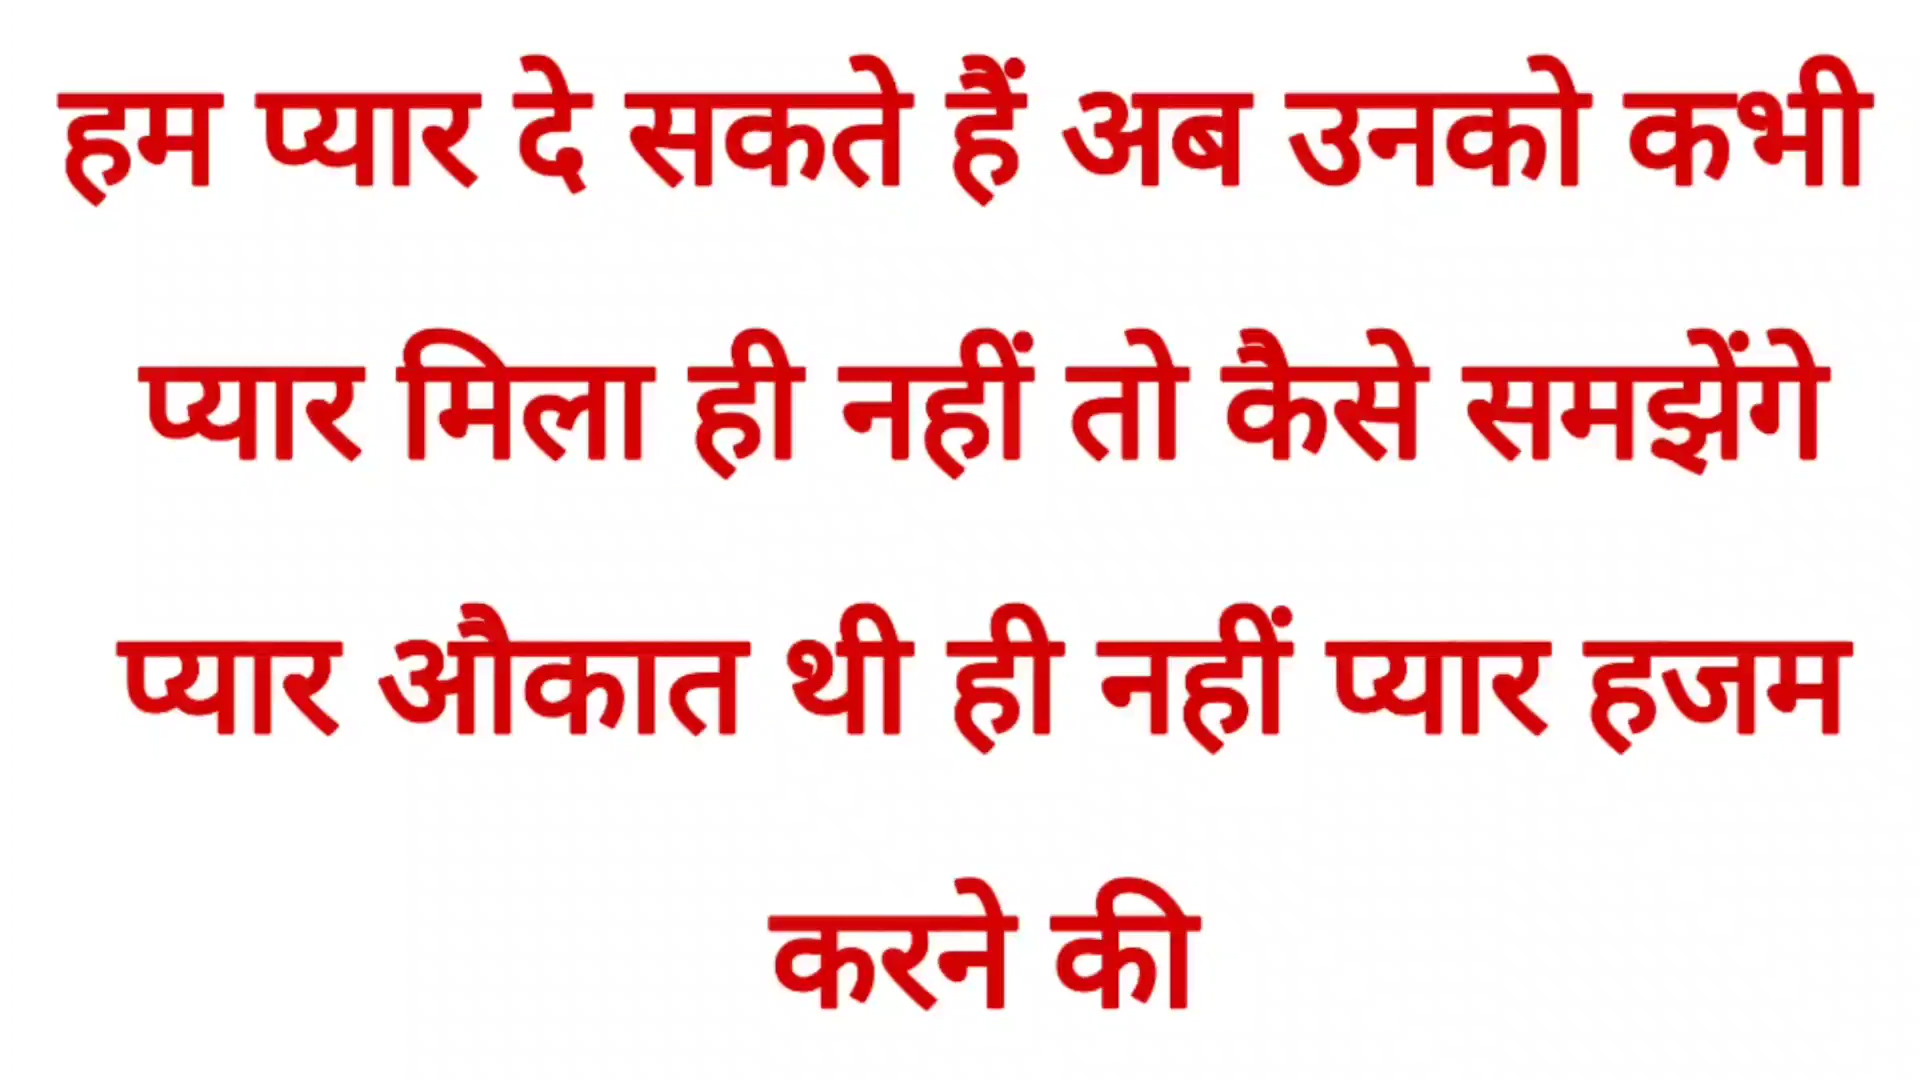 हम प्यार दे सकते हैं अब उनको कभी
प्यार मिला ही नहीं तो कैसे समझेंगे
प्यार औकात थी ही नहीं प्यार हजम
करने की